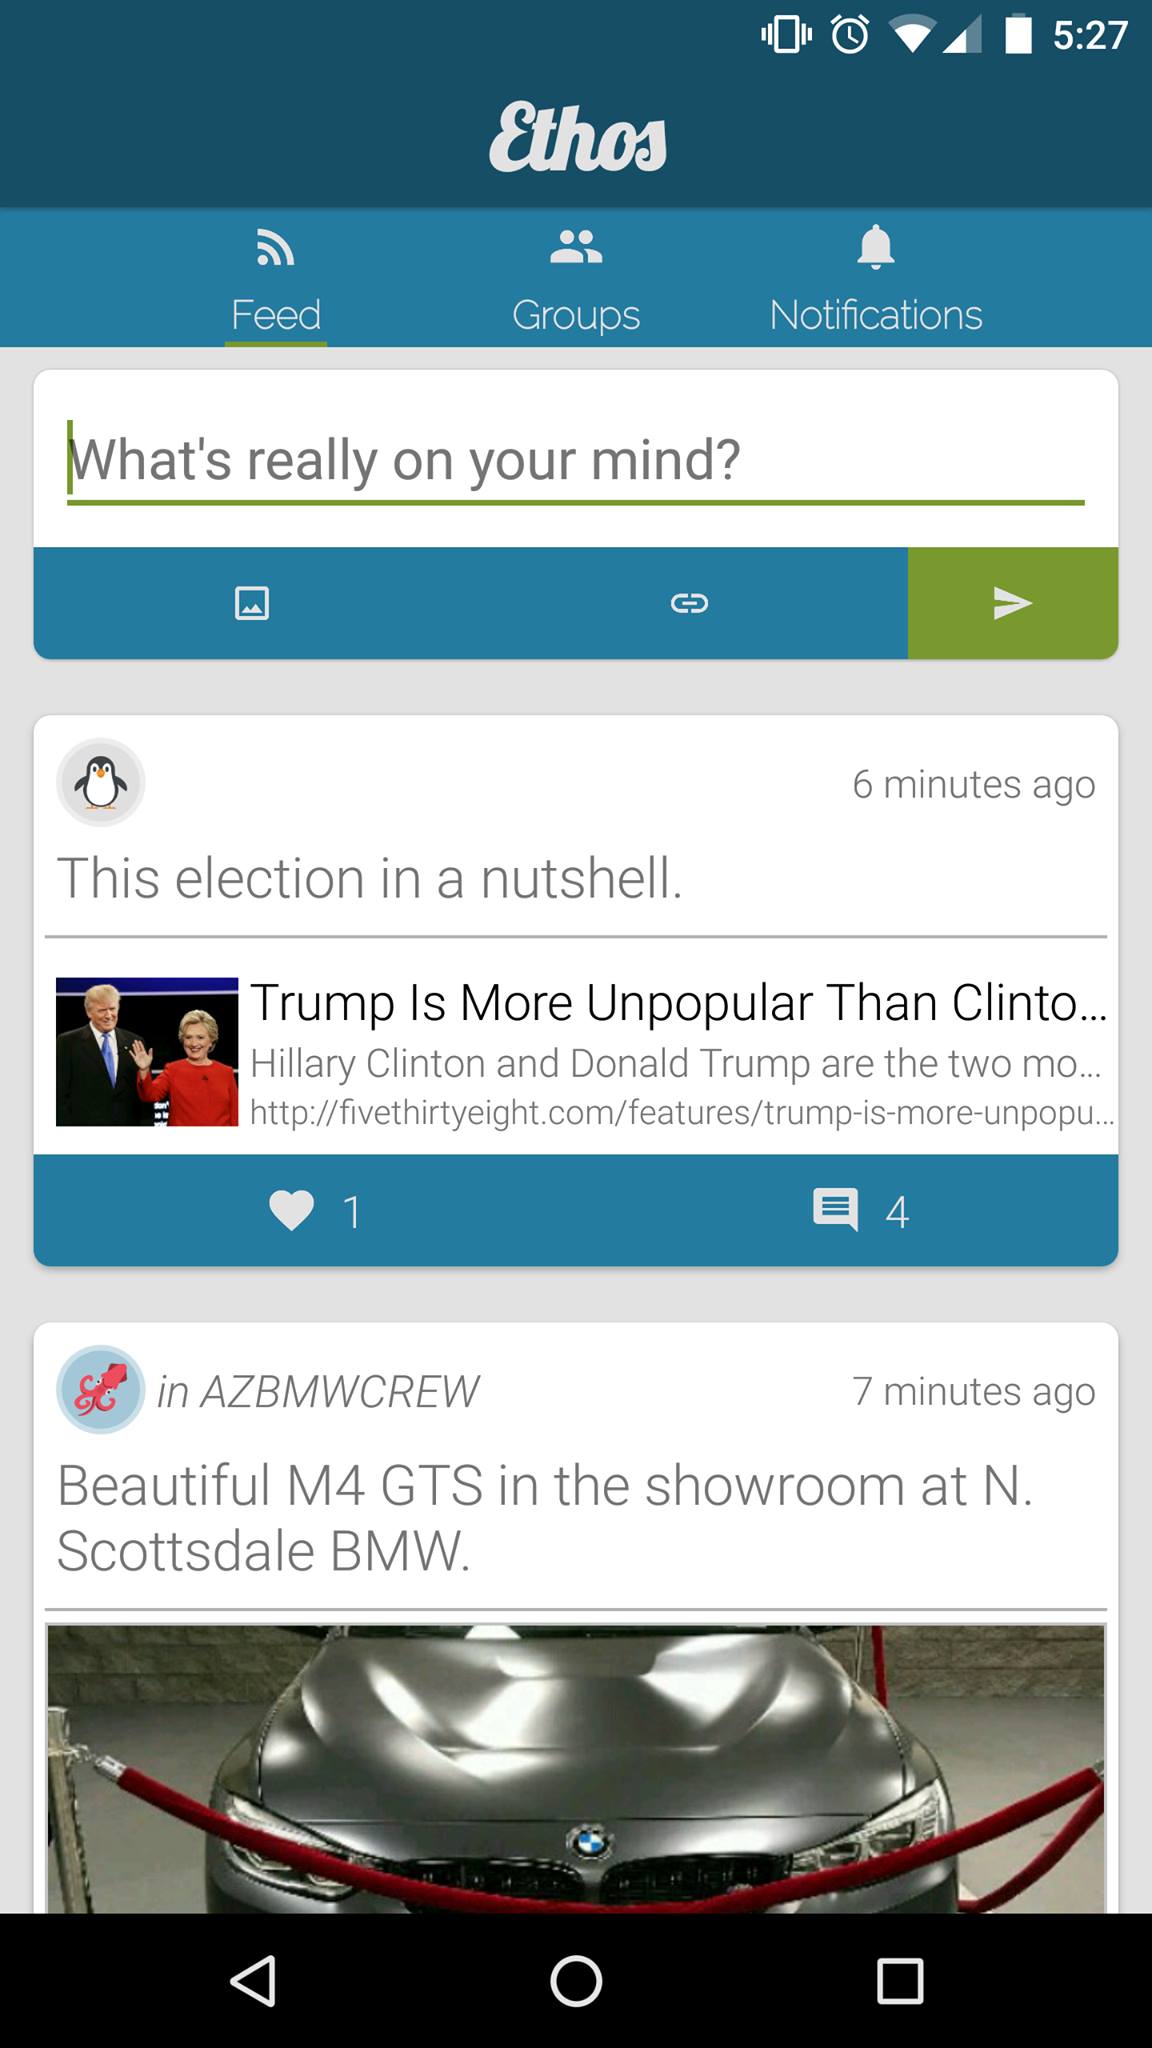 5:27
Ethos
Feed
Groups
Notifications
What's really on your mind?
6 minutes ago
This election in a nutshell.
Trump Is More Unpopular Than Clinto...
Hillary Clinton and Donald Trump are the two mo...
http://fivethirtyeight.com/features/trump-is-more-unpopu...
1
4
in AZBMWCREW
7 minutes ago
Beautiful M4 GTS in the showroom at N.
Scottsdale BMW.